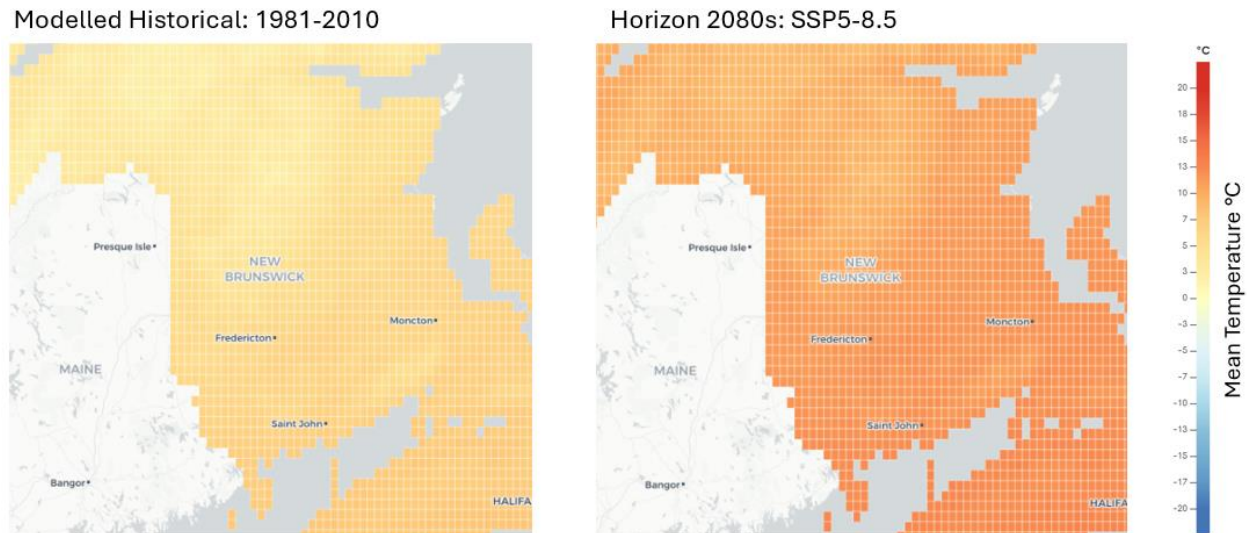 Modelled Historical: 1981-2010
Presque Isle
NEW
BRUNSWICK
Moncton
Fredericton
MAINE
Saint John
Bangor
HALIFA
Horizon 2080s: SSP5-8.5
Presque Isle
NEW
BRUNSWICK
Moncton
Fredericton
MAINE
Saint John
Bangor
HALIFA
°C
20
18
15
13
10
7
5
3
0
-3
-5
-7
-10
-13
-15
-17
-20
Mean Temperature °C